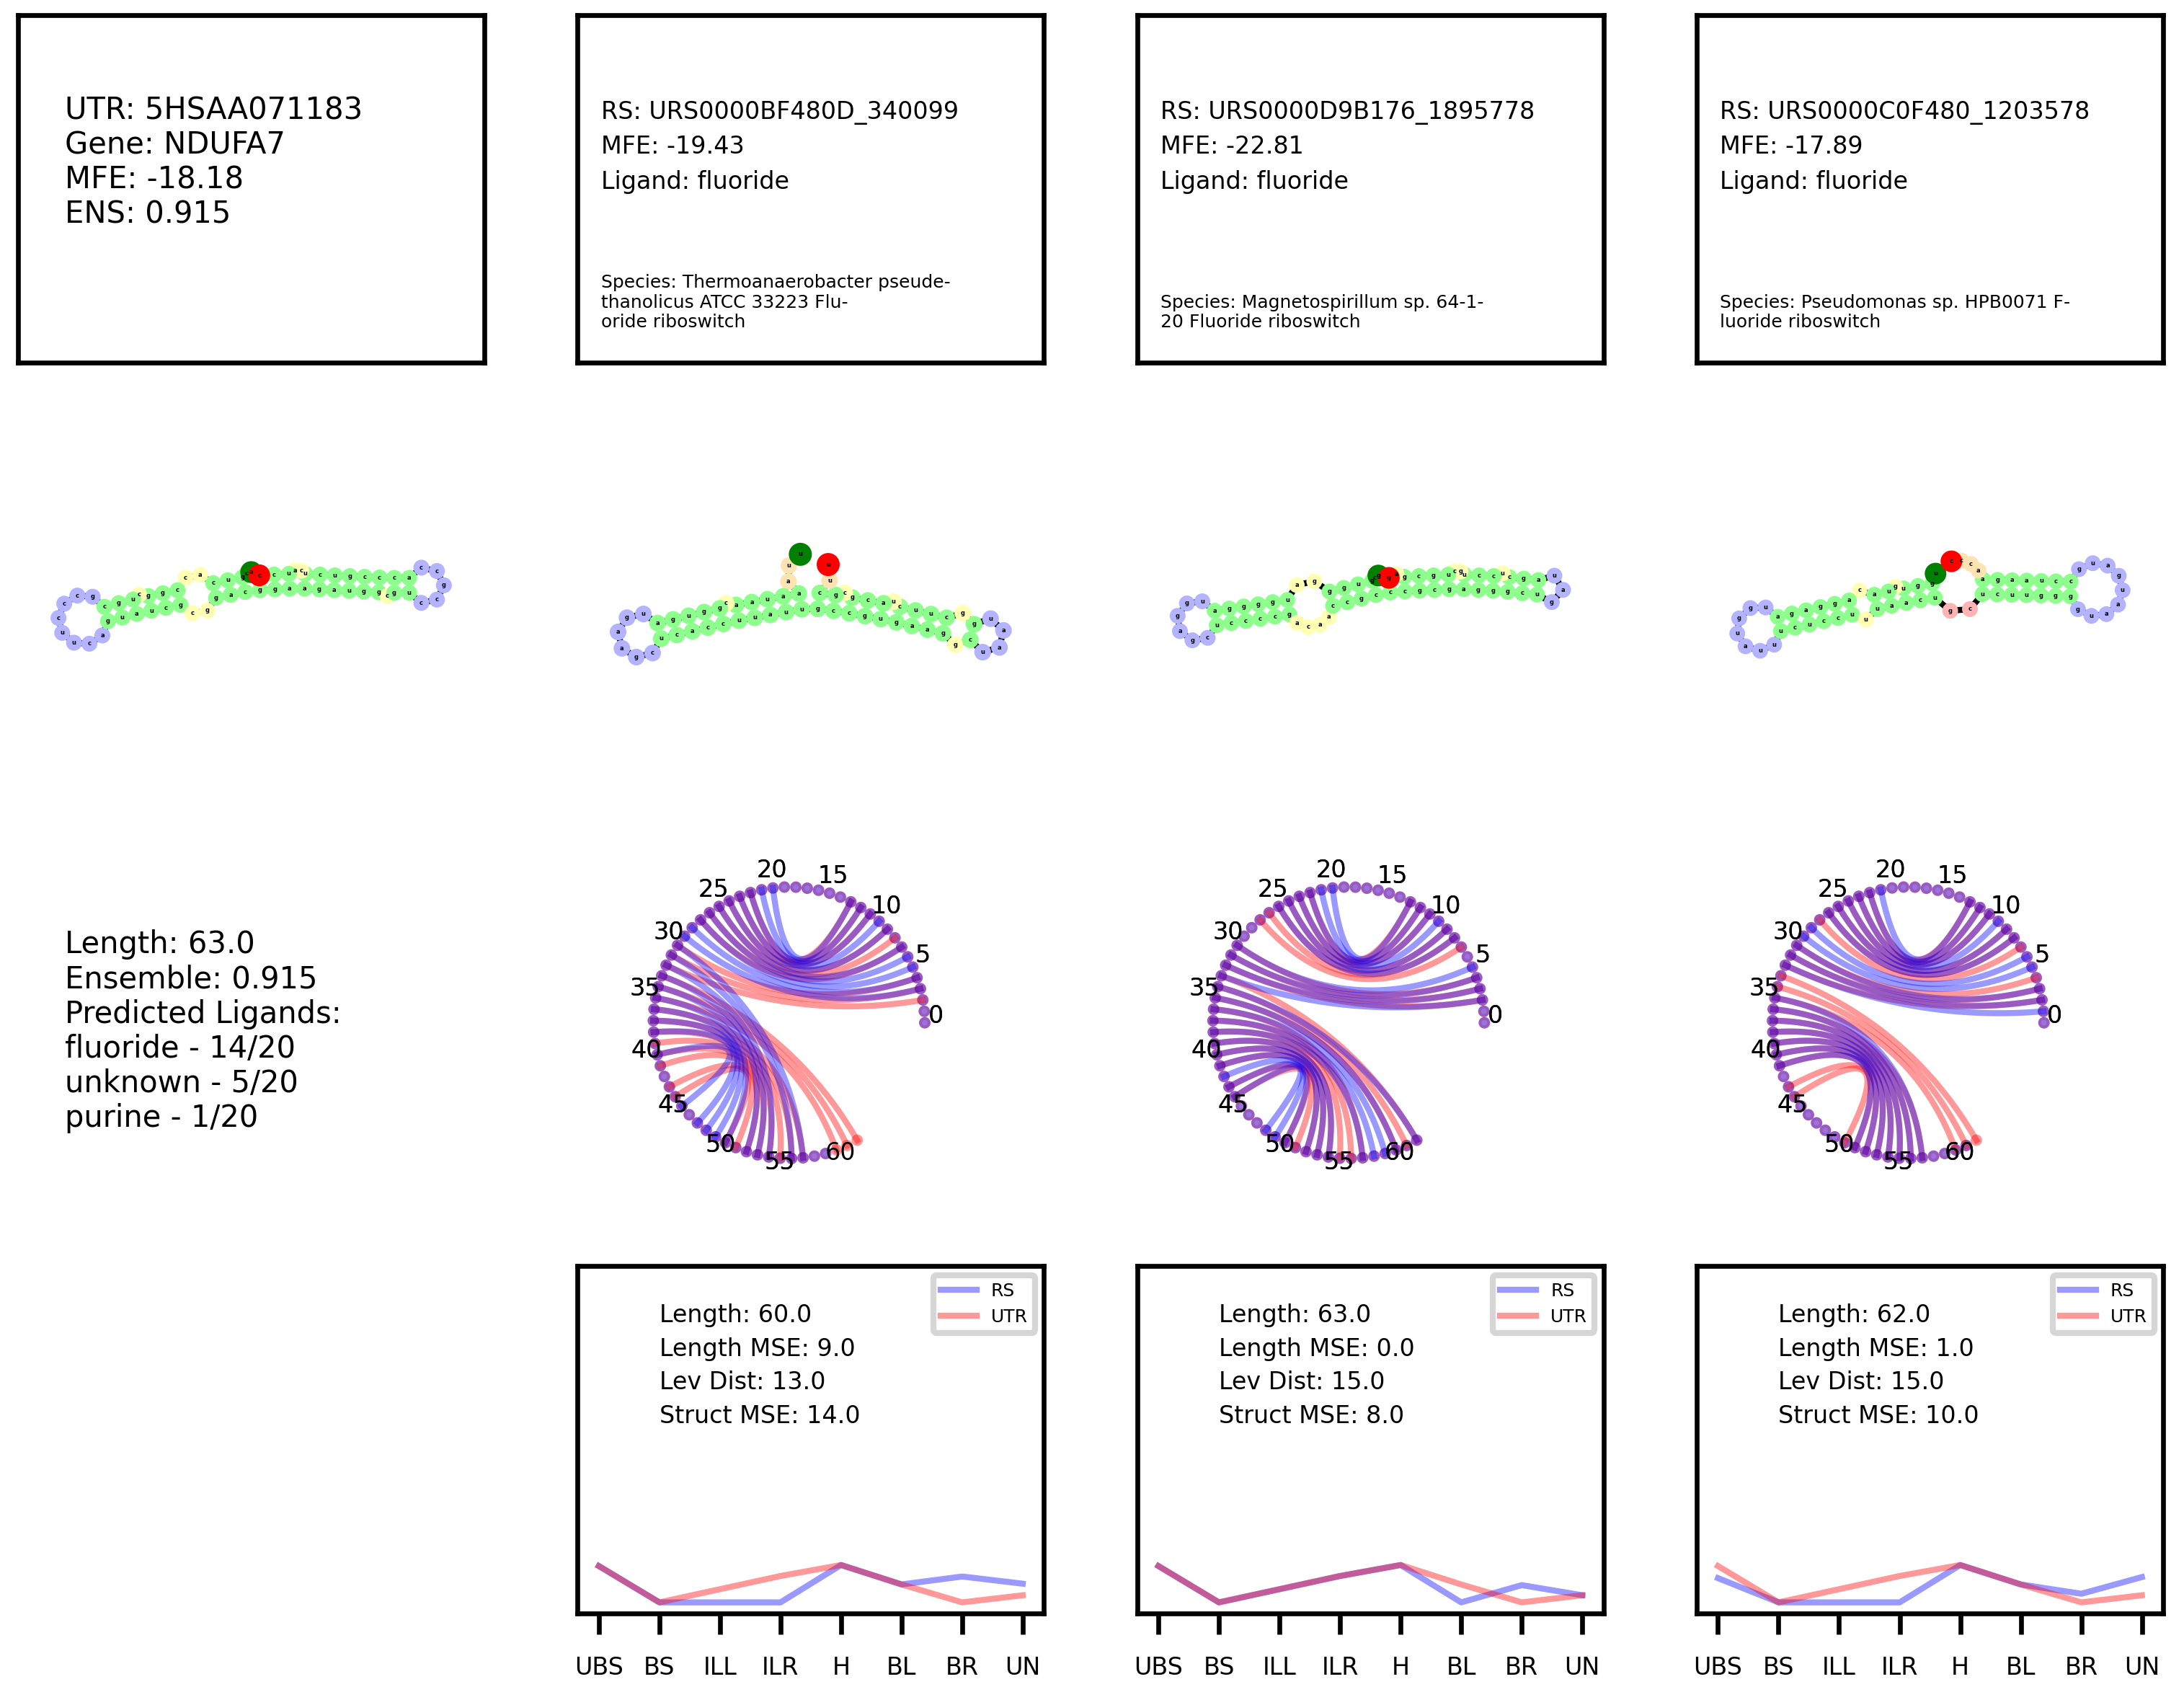 UTR: 5HSAA071183
Gene: NDUFA7
MFE: -18.18
ENS: 0.915
RS: URS0000BF480D_340099
MFE: -19.43
Ligand: fluoride
Species: Thermoanaerobacter pseude-
thanolicus ATCC 33223 Flu-
oride riboswitch
RS: URS0000D9B176_1895778
MFE: -22.81
Ligand: fluoride
Species: Magnetospirillum sp. 64-1-
20 Fluoride riboswitch
RS: URS0000C0F480_1203578
MFE: -17.89
Ligand: fluoride
Species: Pseudomonas sp. HPB0071 F-
luoride riboswitch
Length: 63.0
Ensemble: 0.915
Predicted Ligands:
fluoride - 14/20
unknown - 5/20
purine - 1/20
0
5
10
15
20
25
30
35
40
45
50
55
60
0
5
10
15
20
25
30
35
40
45
50
55
60
0
5
10
15
20
25
30
35
40
45
50
55
60
RS
UTR
Length: 60.0
Length MSE: 9.0
Lev Dist: 13.0
Struct MSE: 14.0
UBS BS ILL ILR H BL BR UN
RS
UTR
Length: 63.0
Length MSE: 0.0
Lev Dist: 15.0
Struct MSE: 8.0
UBS BS ILL ILR H BL BR UN
RS
UTR
Length: 62.0
Length MSE: 1.0
Lev Dist: 15.0
Struct MSE: 10.0
UBS BS ILL ILR H BL BR UN